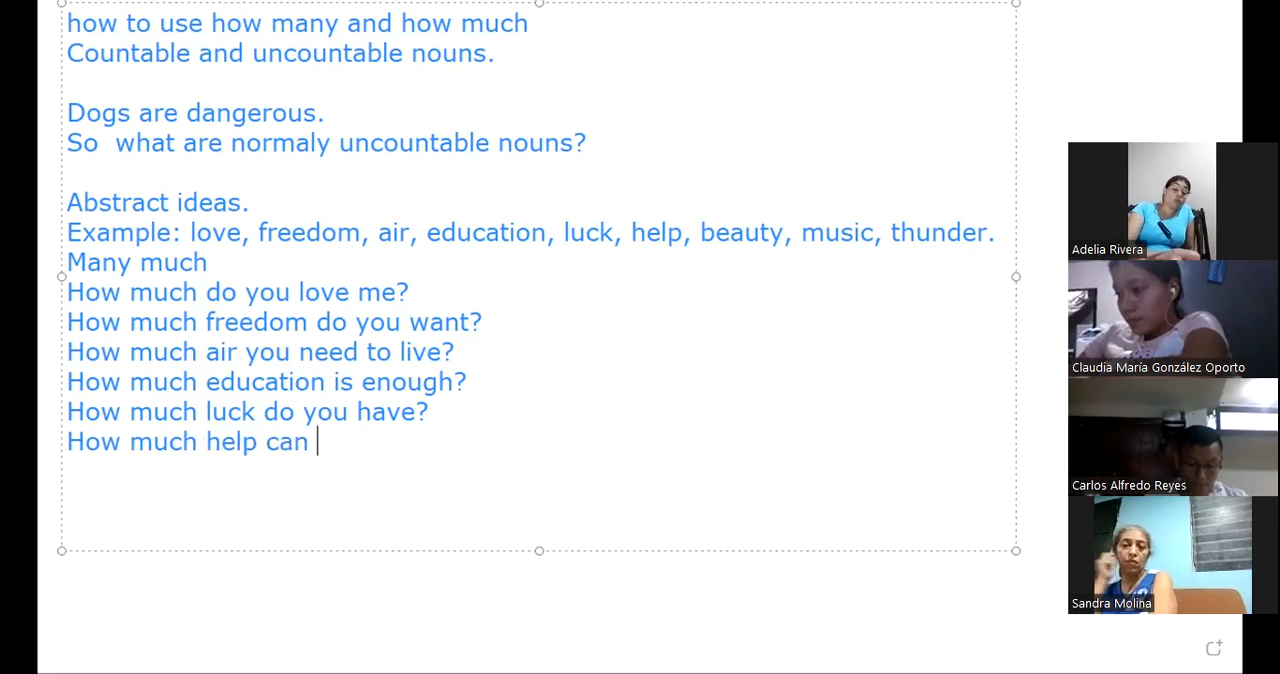 how to use how many and how much
Countable and uncountable nouns.
Dogs are dangerous.
So  what are normaly uncountable nouns?
Abstract ideas.
Example: love, freedom, air, education, luck, help, beauty, music, thunder.
Many much
How much do you love me?
How much freedom do you want?
How much air you need to live?
How much education is enough?
How much luck do you have?
How much help can
Adelia Rivera
Claudia María González Oporto
Carlos Alfredo Reyes
Sandra Molina